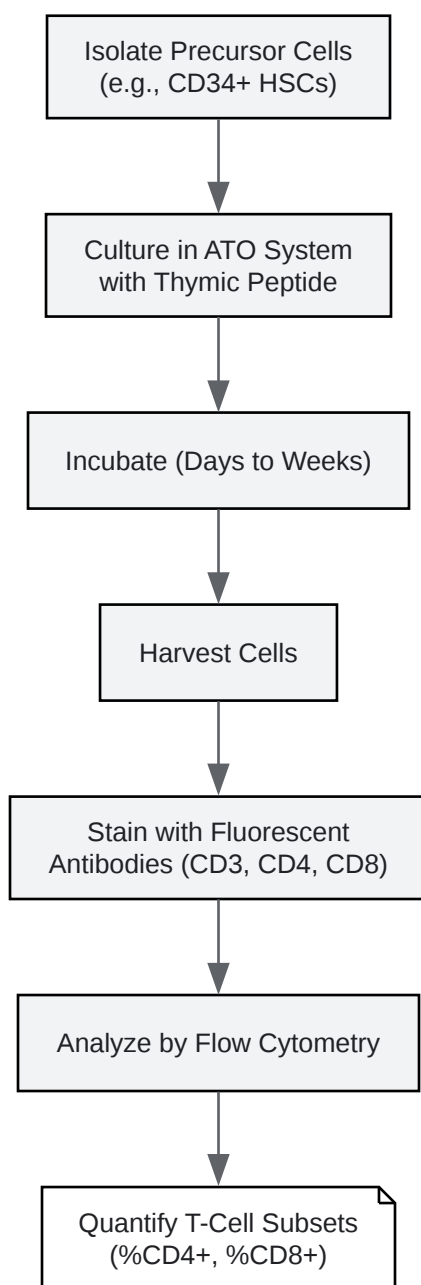 Isolate Precursor Cells
(e.g., CD34+ HSCs)
Culture in ATO System
with Thymic Peptide
Incubate (Days to Weeks)
Harvest Cells
Stain with Fluorescent
Antibodies (CD3, CD4, CD8)
Analyze by Flow Cytometry
Quantify T-Cell Subsets
(%CD4+, %CD8+)